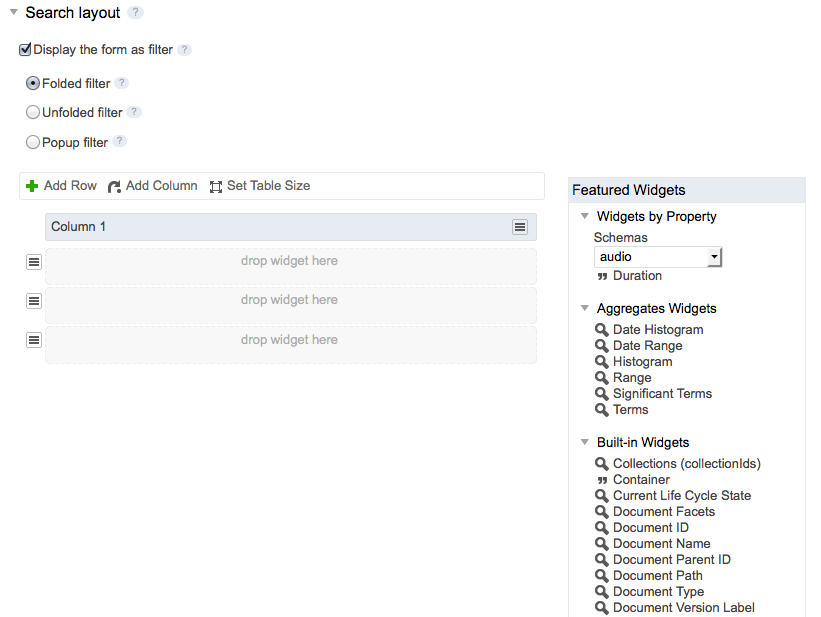 Search layout ?
Display the form as filter ?
Folded filter ?
Unfolded filter ?
Popup filter ?
Add Row Add Column Set Table Size
Column 1
drop widget here
drop widget here
drop widget here
Featured Widgets
Widgets by Property
Schemas
audio
Duration
Aggregates Widgets
Date Histogram
Date Range
Histogram
Range
Significant Terms
Terms
Built-in Widgets
Collections (collectionIds)
Container
Current Life Cycle State
Document Facets
Document ID
Document Name
Document Parent ID
Document Path
Document Type
Document Version Label